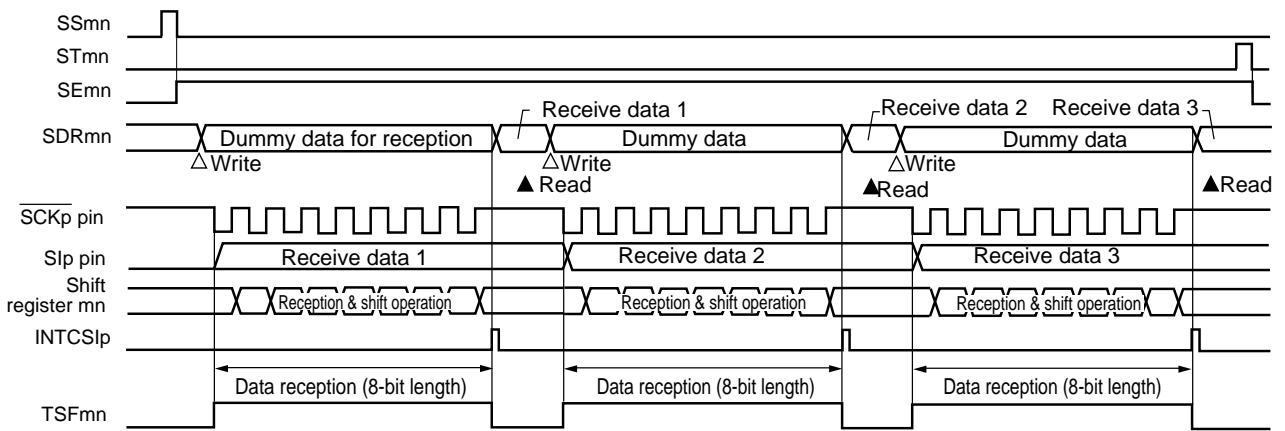 SSmn
STmn
SEmn
Receive data 1
Receive data 2
Receive data 3
SDRmn
Dummy data for reception
Dummy data
Dummy data
△Write
△Write
△Write
▲Read
▲Read
▲Read
SCKp pin
SIp pin
Receive data 1
Receive data 2
Receive data 3
Shift
register mn
Reception & shift operation
Reception & shift operation
Reception & shift operation
INTCSIp
Data reception (8-bit length)
Data reception (8-bit length)
Data reception (8-bit length)
TSFmn